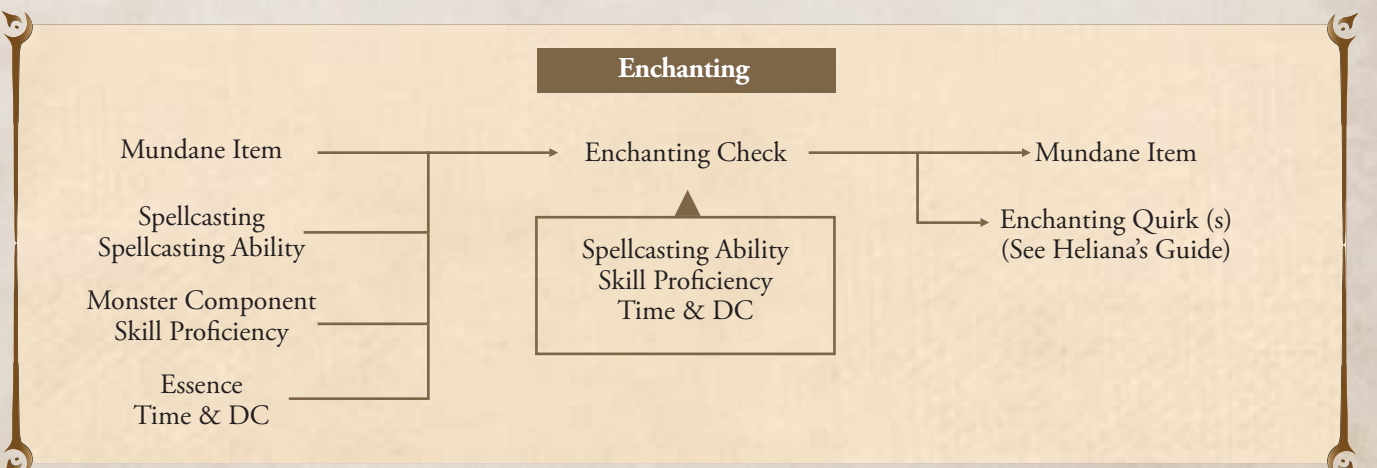 Enchanting
Mundane Item
Spellcasting
Spellcasting Ability
Monster Component
Skill Proficiency
Essence
Time & DC
Enchanting Check
Spellcasting Ability
Skill Proficiency
Time & DC
Mundane Item
Enchanting Quirk (s)
(See Heliana’s Guide)